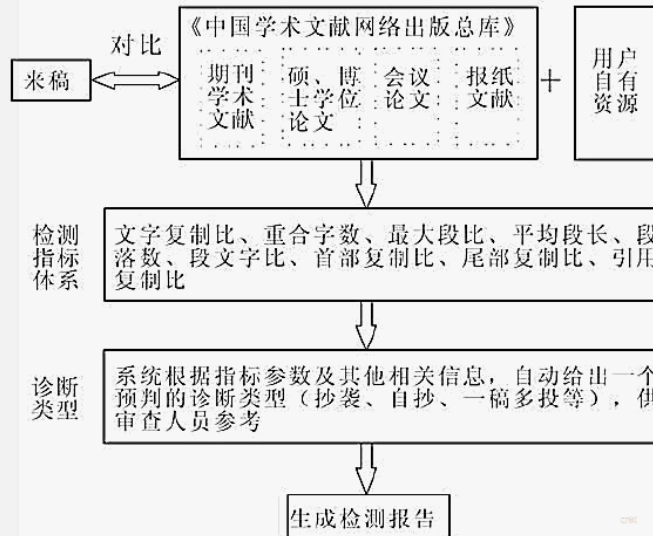 《中国学术文献网络出版总库》
对比
来稿
期刊
学术
文献
硕、博
士学位
论文
会议
论文
报纸
文献
+
用户
自有
资源
检测
指标
体系
文字复制比、重合字数、最大段比、平均段长、段
落数、段文字比、首部复制比、尾部复制比、引用
复制比
诊断
类型
系统根据指标参数及其他相关信息，自动给出一个
预判的诊断类型（抄袭、自抄、一稿多投等），供
审查人员参考
生成检测报告